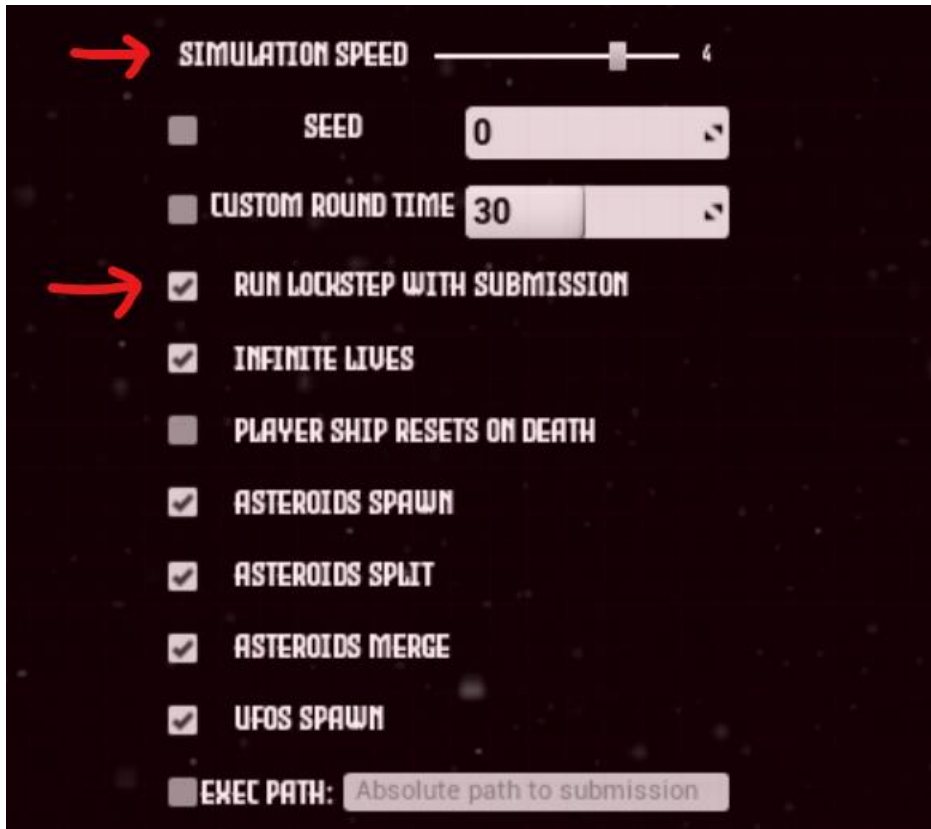 SIMULATION SPEED 4
SEED 0
CUSTOM ROUND TIME 30
RUN LOCKSTEP WITH SUBMISSION
INFINITE LIVES
PLAYER SHIP RESETS ON DEATH
ASTEROIDS SPAWN
ASTEROIDS SPLIT
ASTEROIDS MERGE
UFOS SPAWN
EXEC PATH: Absolute path to submission